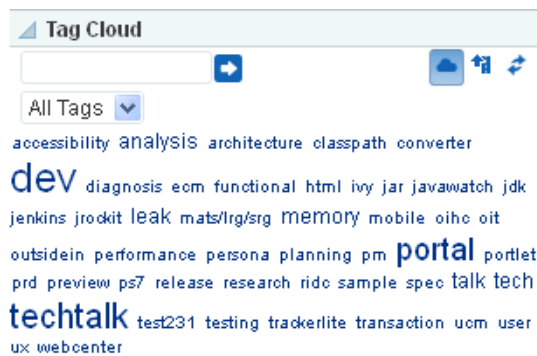 Tag Cloud
All Tags
accessibility analysis architecture classpath converter
dev diagnosis ecm functional html ivy jar javawatch jdk
jenkins jrockit leak mats/lrg/srg memory mobile oihc oit
outsidein performance persona planning pm portal portlet
prd preview ps7 release research ridc sample spec talk tech
techtalk test231 testing trackerlite transaction ucm user
ux webcenter